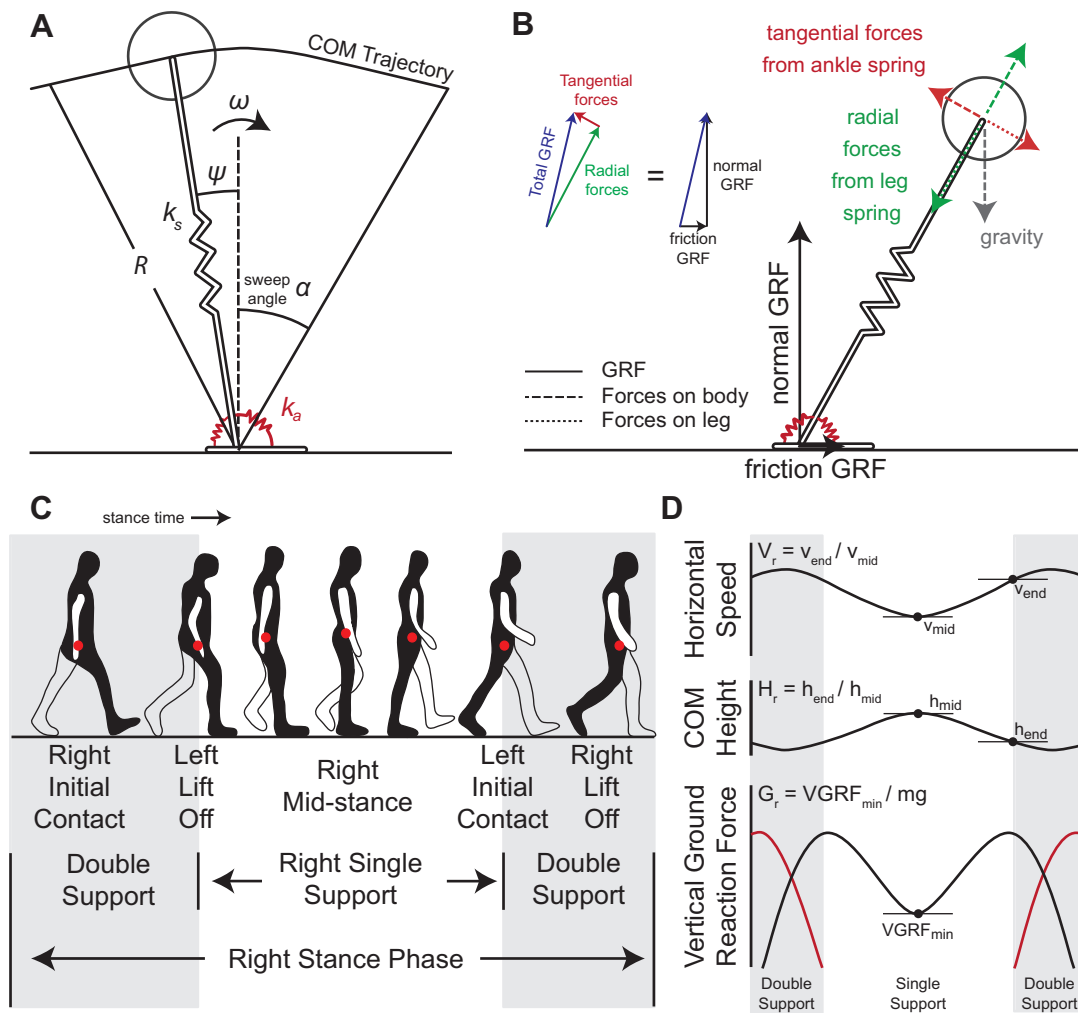 A
COM Trajectory
ω
ψ
k_s
R
sweep
angle
α
k_a
B
tangential forces
from ankle spring
Tangential
forces
Total GRF
Radial
forces
=
normal
GRF
friction
GRF
radial
forces
from leg
spring
gravity
normal GRF
GRF
Forces on body
Forces on leg
friction GRF
C
stance time
Right
Initial
Contact
Left
Lift
Off
Right
Mid-stance
Left
Initial
Contact
Right
Lift
Off
Double
Support
Right Single
Support
Double
Support
Right Stance Phase
D
Horizontal
Speed
V_r = v_end / v_mid
v_end
v_mid
COM
Height
H_r = h_end / h_mid
h_mid
h_end
Vertical Ground
Reaction Force
G_r = VGRF_min / mg
VGRF_min
Double
Support
Single
Support
Double
Support